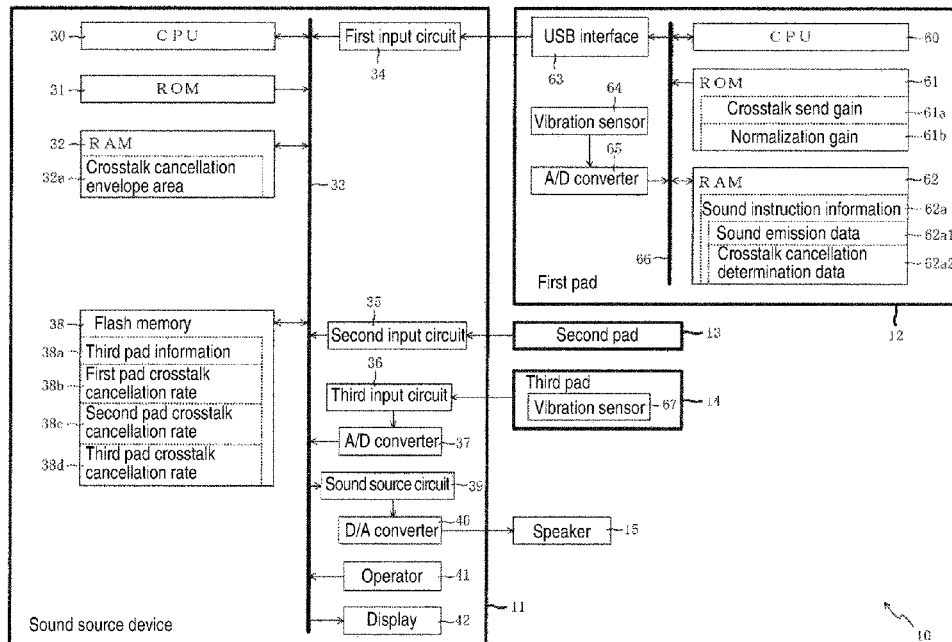 30
CPU
First input circuit
34
31
ROM
32
RAM
32a
Crosstalk cancellation
envelope area
33
35
38
Flash memory
Second input circuit
38a
Third pad information
36
38b
First pad crosstalk
cancellation rate
Third input circuit
38c
Second pad crosstalk
cancellation rate
A/D converter
37
38d
Third pad crosstalk
cancellation rate
Sound source circuit
39
40
D/A converter
Speaker
15
Operator
41
Display
42
Sound source device
11
USB interface
63
CPU
60
64
ROM
61
Vibration sensor
Crosstalk send gain
61a
65
Normalization gain
61b
A/D converter
RAM
62
Sound instruction information
62a
Sound emission data
62a1
66
Crosstalk cancellation
determination data
62a2
First pad
12
Second pad
13
Third pad
Vibration sensor
67
14
10